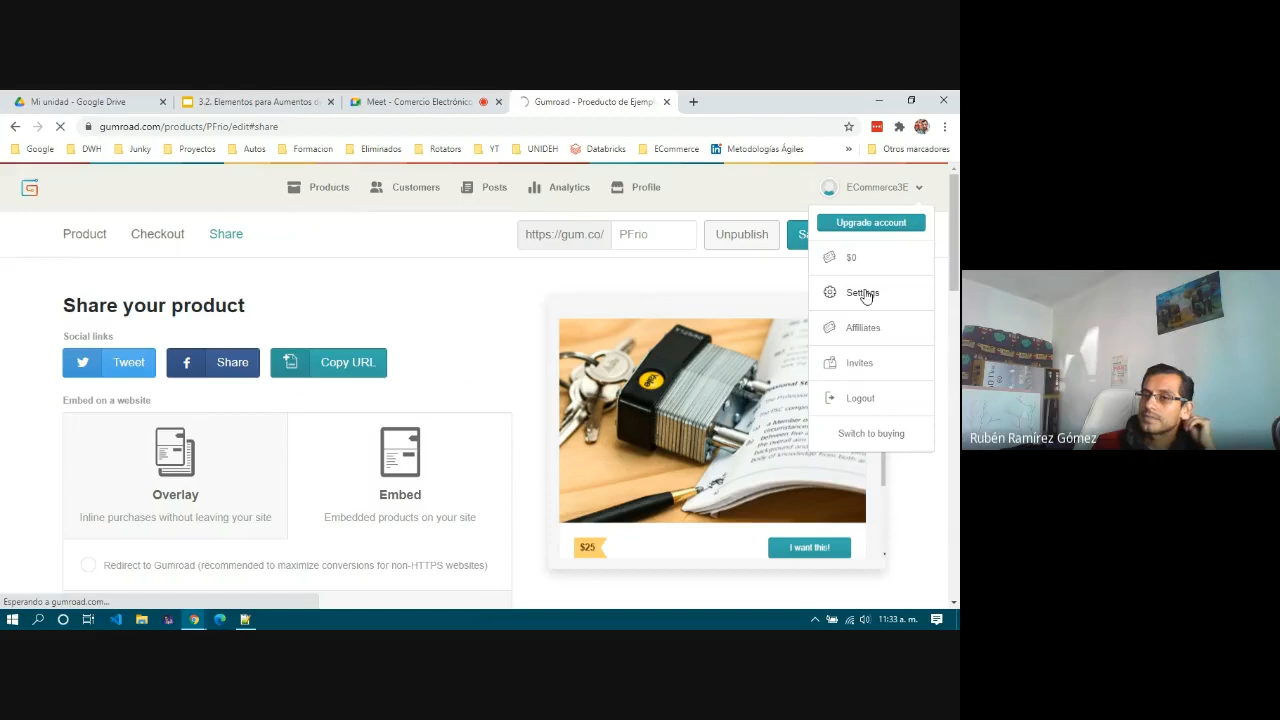 Mi unidad - Google Drive
3.2. Elementos para Aumentos de
Meet - Comercio Electrónico
Gumroad - Proeducto de Ejempl
gumroad.com/products/PFrio/edit#share
Google
DWH
Junky
Proyectos
Autos
Formacion
Eliminados
Rotators
YT
UNIDEH
Databricks
ECommerce
Metodologías Ágiles
»
Otros marcadores
Products
Customers
Posts
Analytics
Profile
ECommerce3E
Product
Checkout
Share
https://gum.co/
PFrio
Unpublish
Sa
Upgrade account
$0
Settings
Affiliates
Invites
Logout
Switch to buying
Share your product
Social links
Tweet
Share
Copy URL
Embed on a website
Overlay
Inline purchases without leaving your site
Embed
Embedded products on your site
Redirect to Gumroad (recommended to maximize conversions for non-HTTPS websites)
$25
I want this!
Esperando a gumroad.com...
11:33 a. m.
Rubén Ramírez Gómez